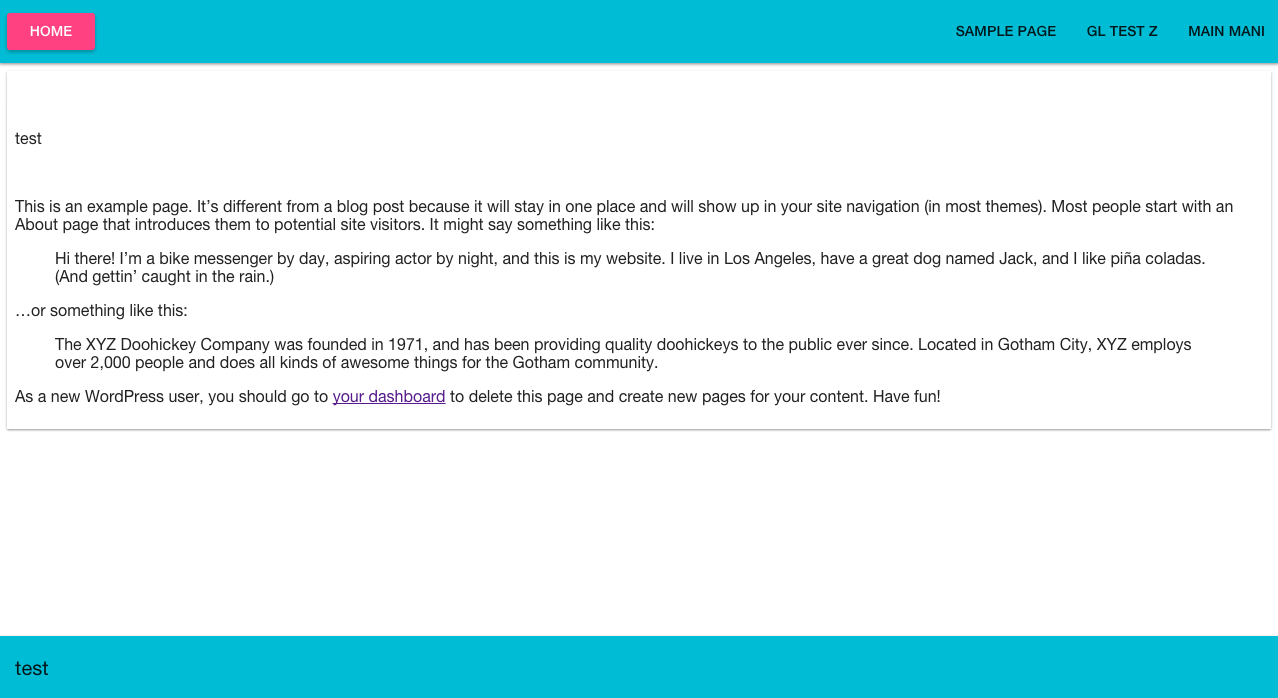 HOME SAMPLE PAGE GL TEST Z MAIN MANI
test
This is an example page. It’s different from a blog post because it will stay in one place and will show up in your site navigation (in most themes). Most people start with an
About page that introduces them to potential site visitors. It might say something like this:
Hi there! I’m a bike messenger by day, aspiring actor by night, and this is my website. I live in Los Angeles, have a great dog named Jack, and I like piña coladas.
(And gettin’ caught in the rain.)
…or something like this:
The XYZ Doohickey Company was founded in 1971, and has been providing quality doohickeys to the public ever since. Located in Gotham City, XYZ employs
over 2,000 people and does all kinds of awesome things for the Gotham community.
As a new WordPress user, you should go to your dashboard to delete this page and create new pages for your content. Have fun!
test